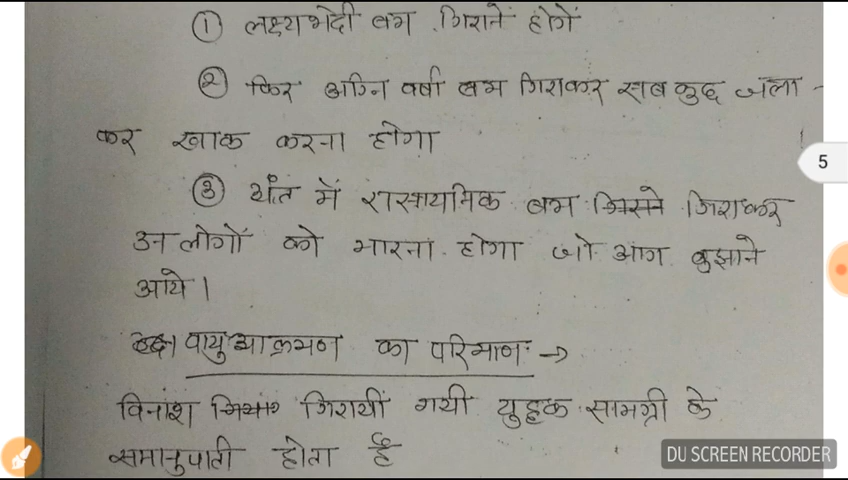 ① लक्ष्यभेदी बम गिराने होगें
② फिर अग्नि वर्षा बम गिराकर सब कुछ जला-
कर खाक करना होगा
5
③ अंत में रासायनिक बम गिराकर
उन लोगों को मारना होगा जो आग बुझाने
आये।
वायु आक्रमण का परिमाण →
विनाश गिरायीं गयी युद्धक सामग्री के
समानुपाती होता है
DU SCREEN RECORDER